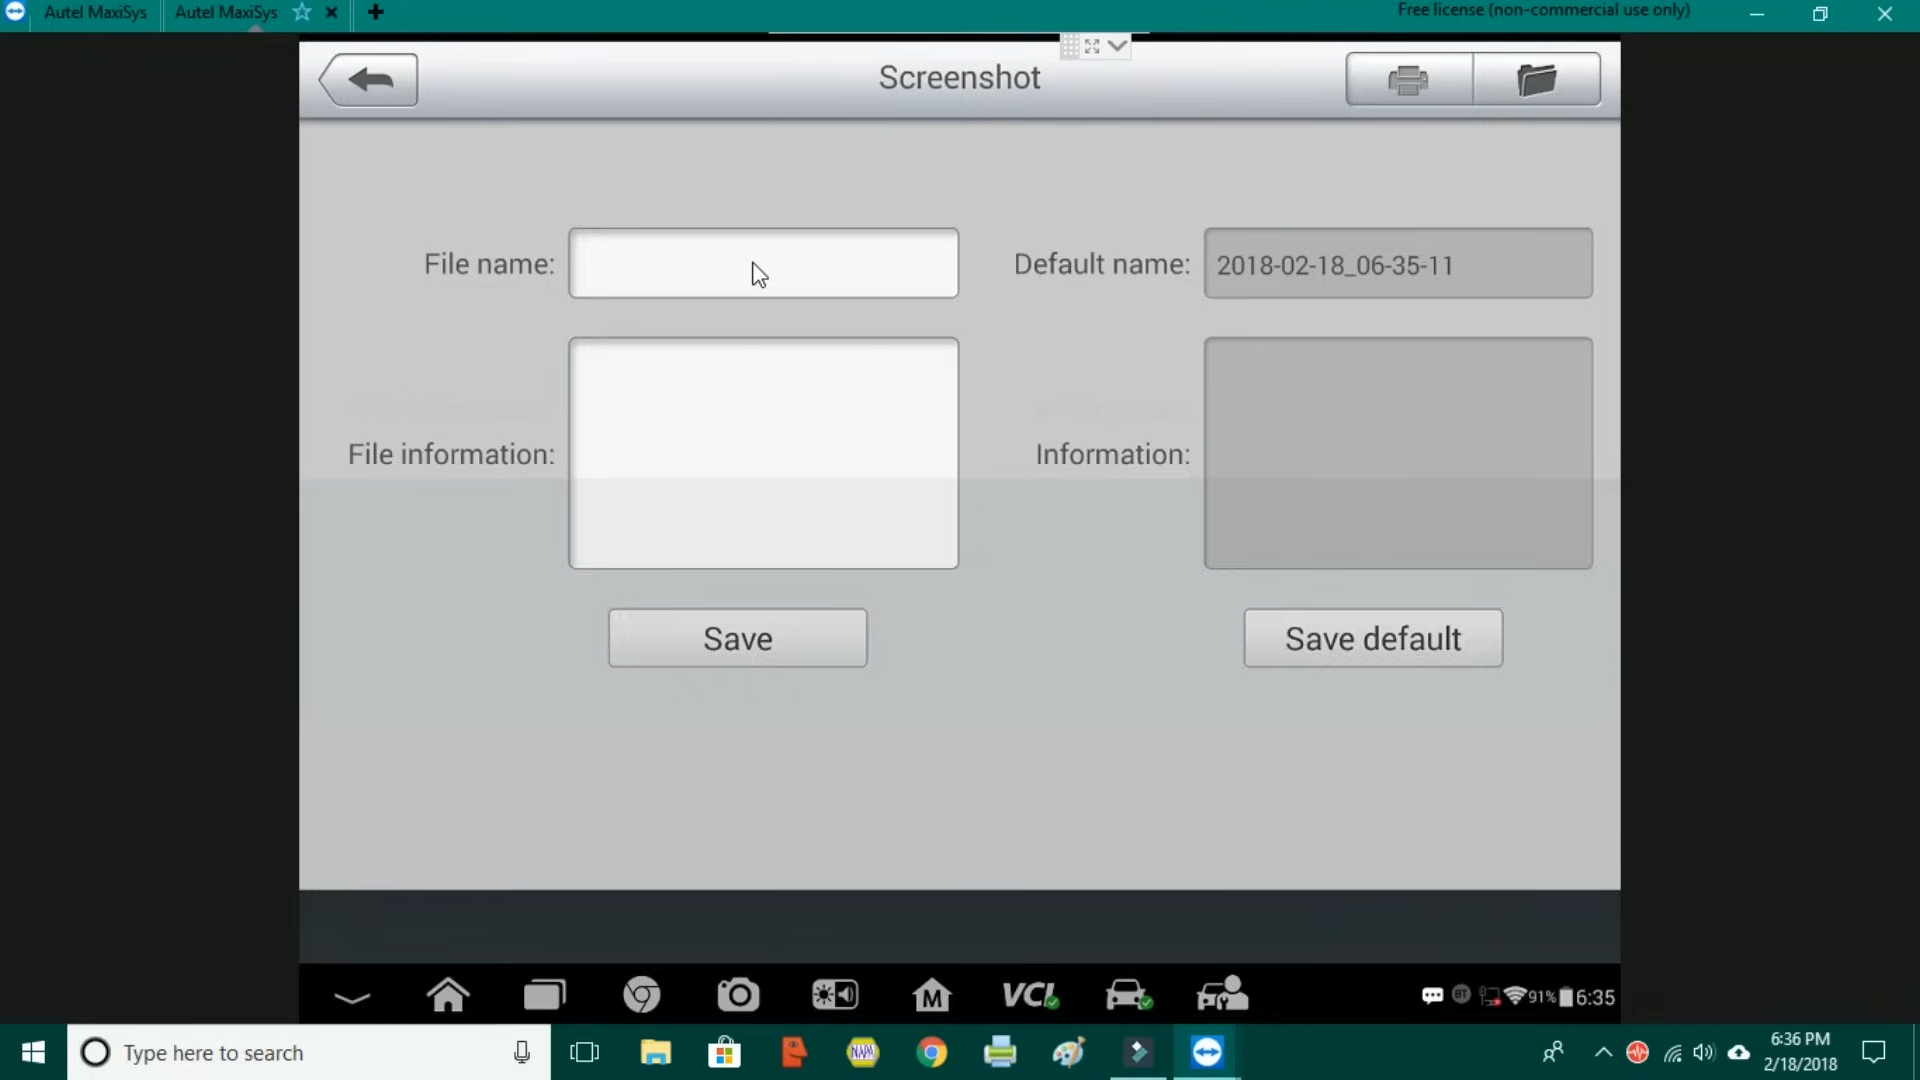 Autel MaxiSys
Autel MaxiSys
Free license (non-commercial use only)
Screenshot
File name:
Default name:
2018-02-18_06-35-11
File information:
Information:
Save
Save default
M
VCI
BT
91%
6:35
Type here to search
NAPA
6:36 PM
2/18/2018